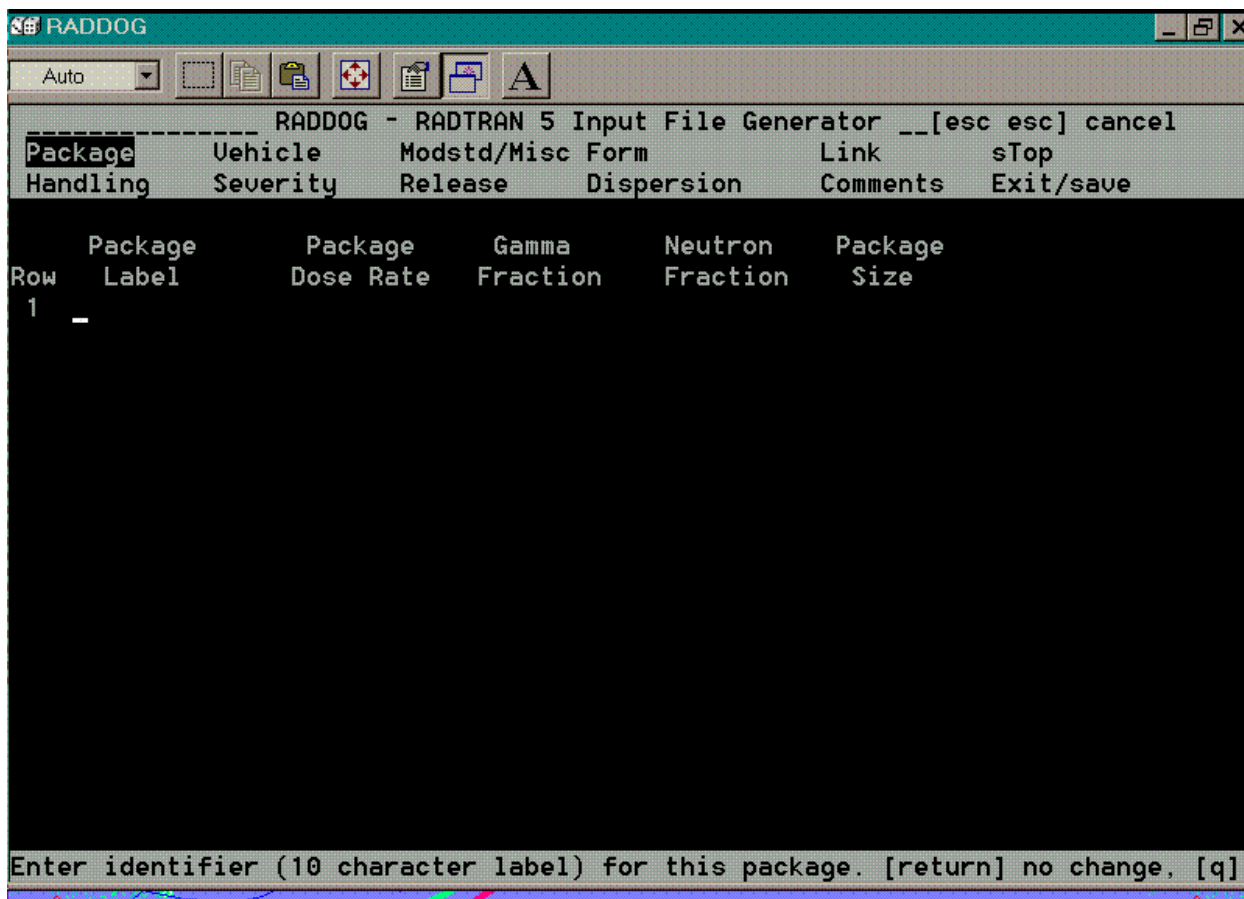 RADDOG
Auto
A
_______________ RADDOG - RADTRAN 5 Input File Generator __[esc esc] cancel
Package Vehicle Modstd/Misc Form Link sTop
Handling Severity Release Dispersion Comments Exit/save
Package Package Gamma Neutron Package
Row Label Dose Rate Fraction Fraction Size
1 _
Enter identifier (10 character label) for this package. [return] no change, [q]